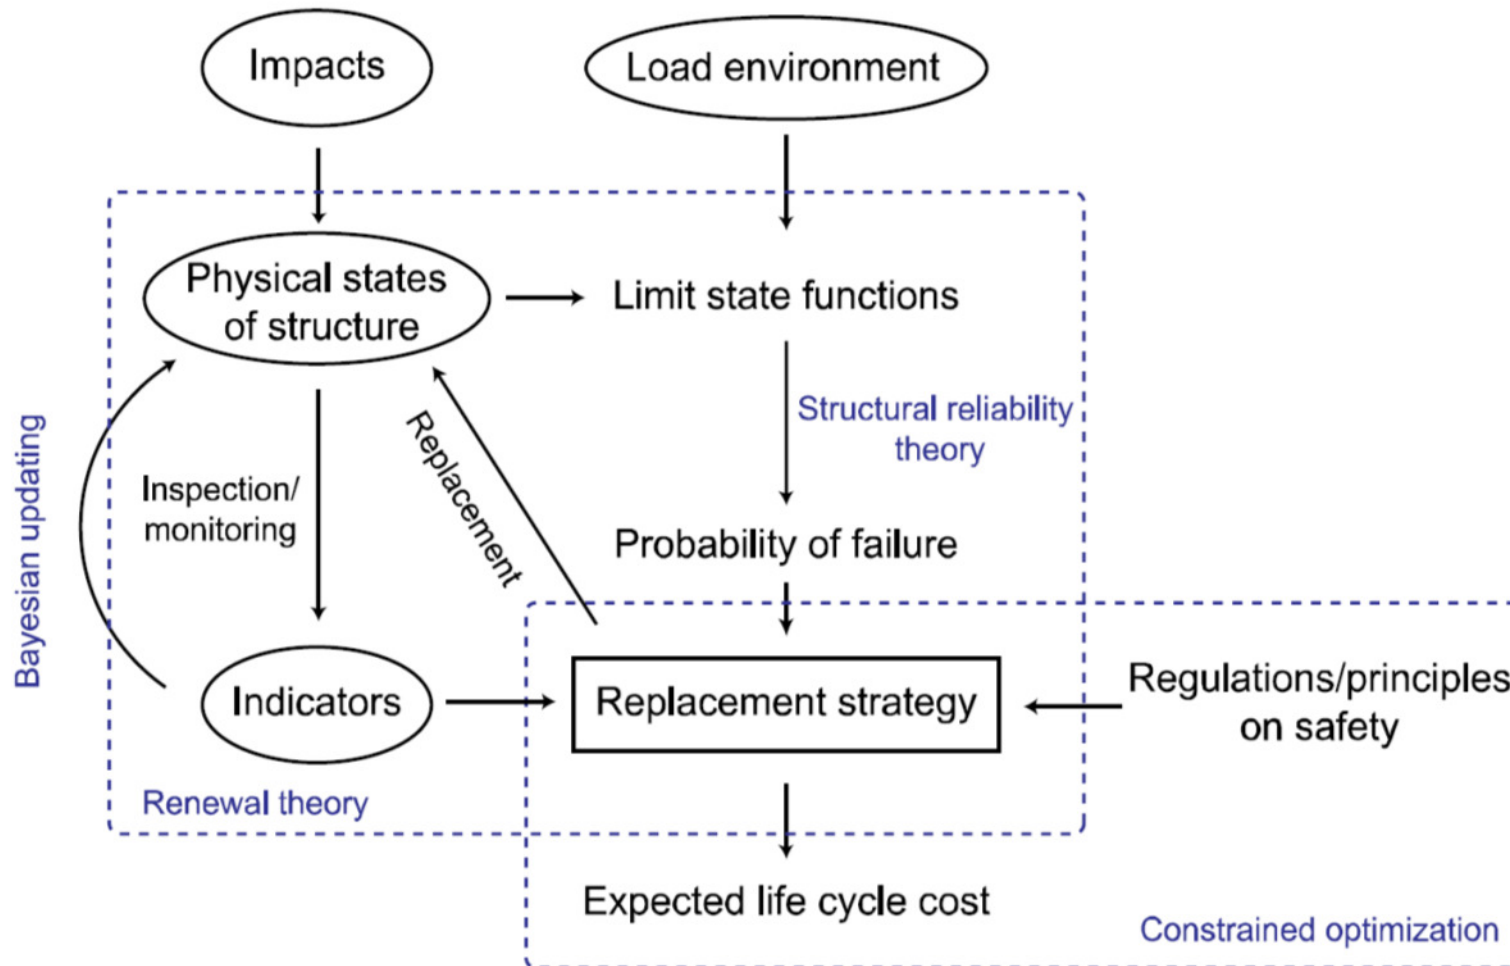 Impacts
Load environment
Physical states
of structure
Limit state functions
Structural reliability
theory
Replacement
Inspection/
monitoring
Bayesian updating
Probability of failure
Indicators
Replacement strategy
Regulations/principles
on safety
Renewal theory
Expected life cycle cost
Constrained optimization